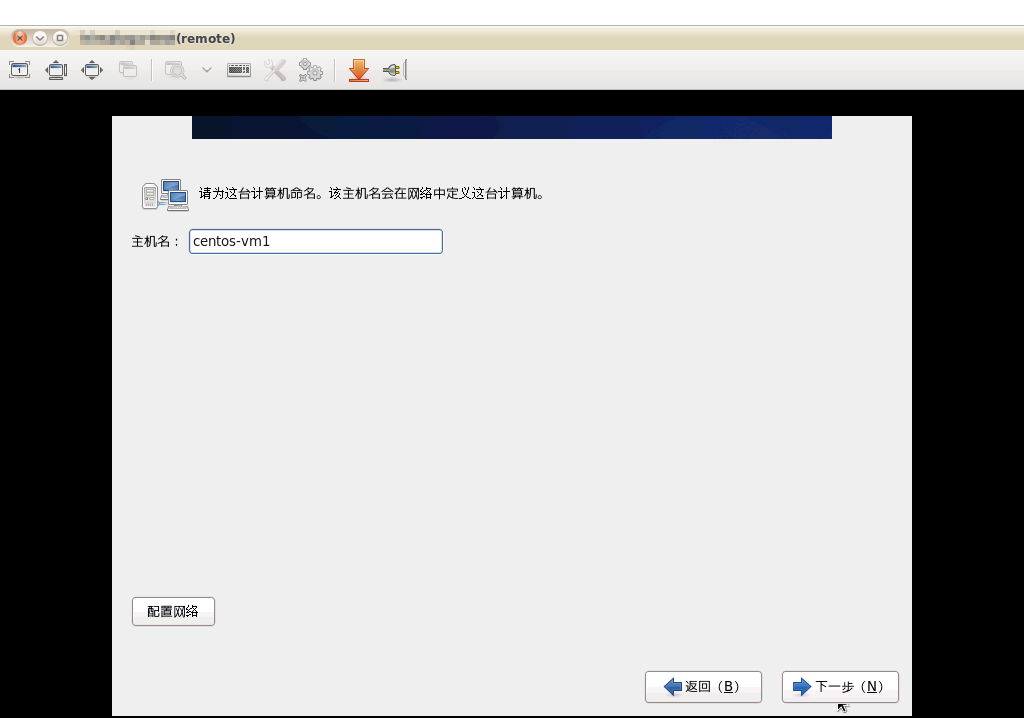 (remote)
请为这台计算机命名。该主机名会在网络中定义这台计算机。
主机名：
centos-vm1
配置网络
返回（B）
下一步（N）